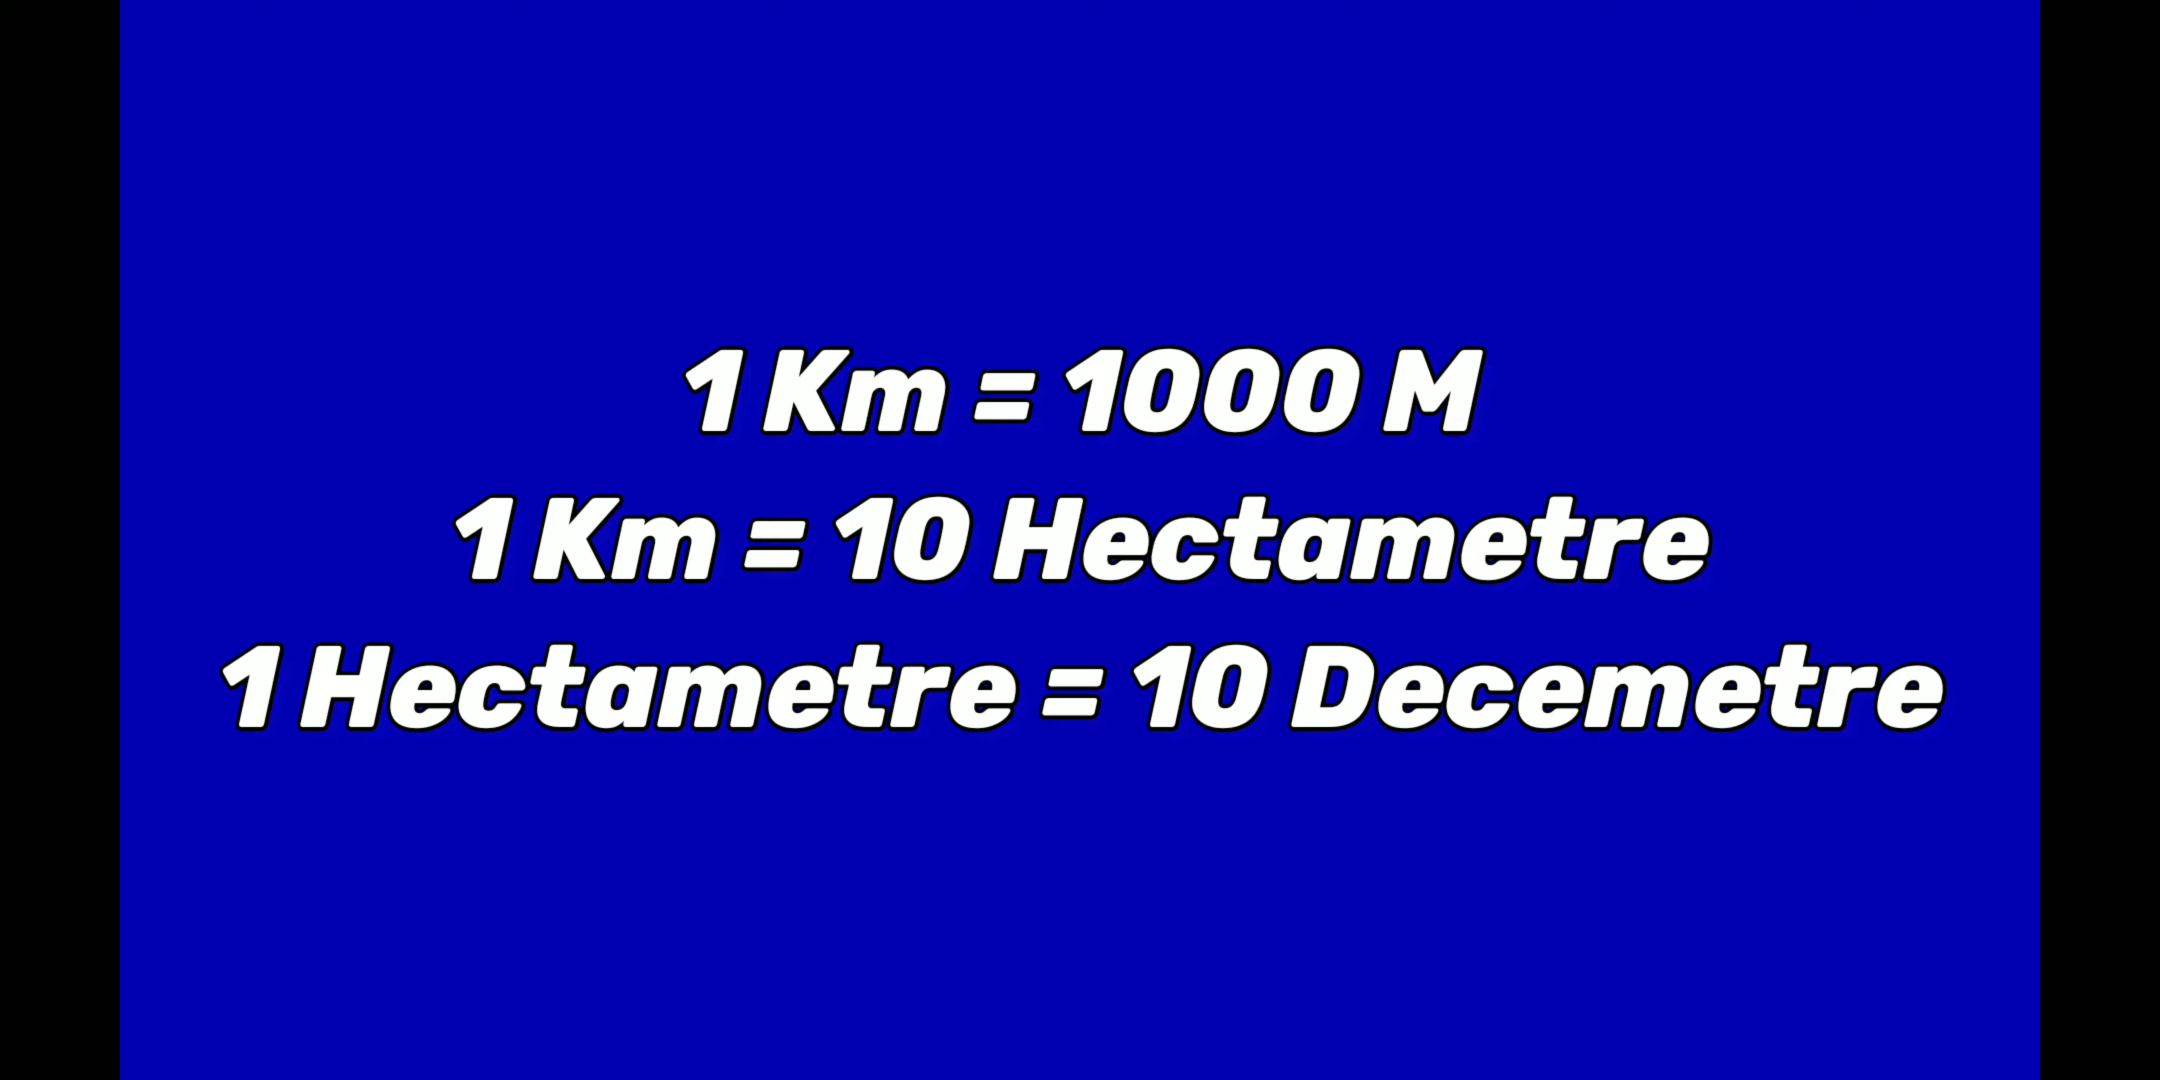 1 Km = 1000 M
1 Km = 10 Hectametre
1 Hectametre = 10 Decemetre